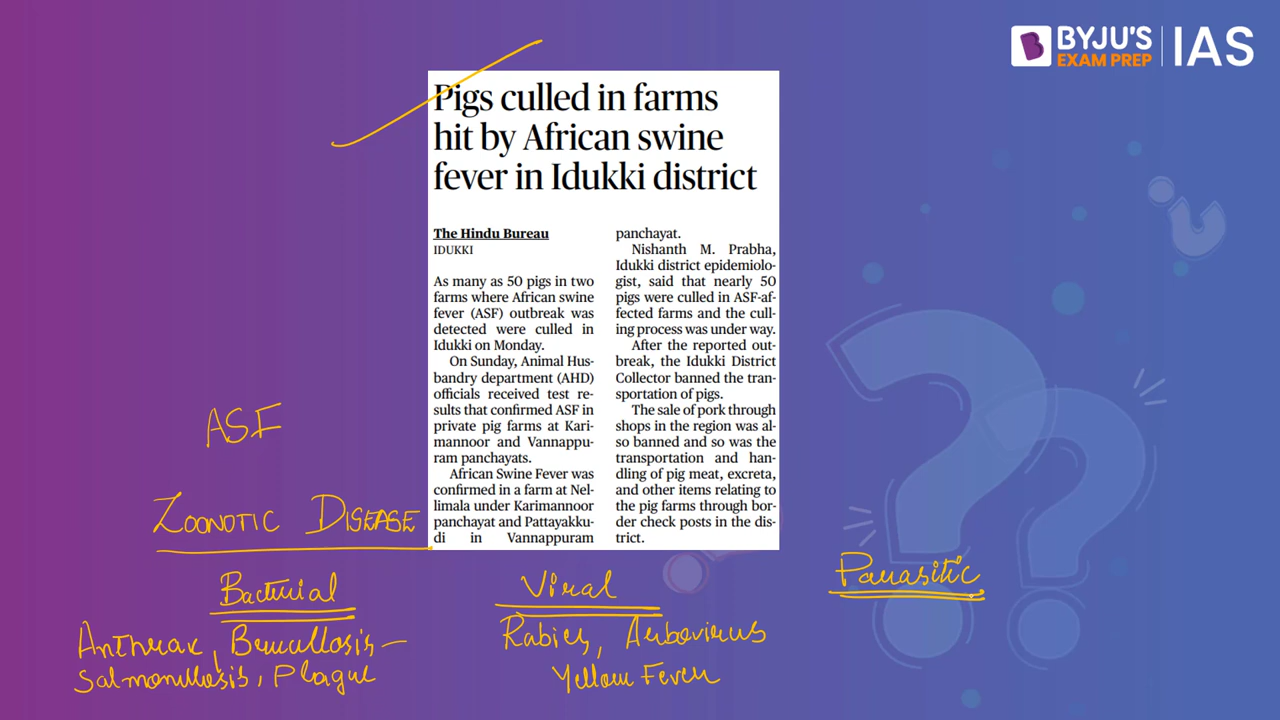 BYJU'S
EXAM PREP
IAS
Pigs culled in farms
hit by African swine
fever in Idukki district
The Hindu Bureau
IDUKKI
As many as 50 pigs in two
farms where African swine
fever (ASF) outbreak was
detected were culled in
Idukki on Monday.
On Sunday, Animal Hus-
bandry department (AHD)
officials received test re-
sults that confirmed ASF in
private pig farms at Kari-
mannoor and Vannappu-
ram panchayats.
African Swine Fever was
confirmed in a farm at Nel-
limala under Karimannoor
panchayat and Pattayakku-
di in Vannappuram
panchayat.
Nishanth M. Prabha,
Idukki district epidemiolo-
gist, said that nearly 50
pigs were culled in ASF-af-
fected farms and the cull-
ing process was under way.
After the reported out-
break, the Idukki District
Collector banned the tran-
sportation of pigs.
The sale of pork through
shops in the region was al-
so banned and so was the
transportation and han-
dling of pig meat, excreta,
and other items relating to
the pig farms through bor-
der check posts in the dis-
trict.
ASF
ZOONOTIC DISEASE
Bacterial
Anthrax, Brucellosis –
Salmonellosis, Plague
Viral
Rabies, Arbovirus
Yellow Fever
Parasitic